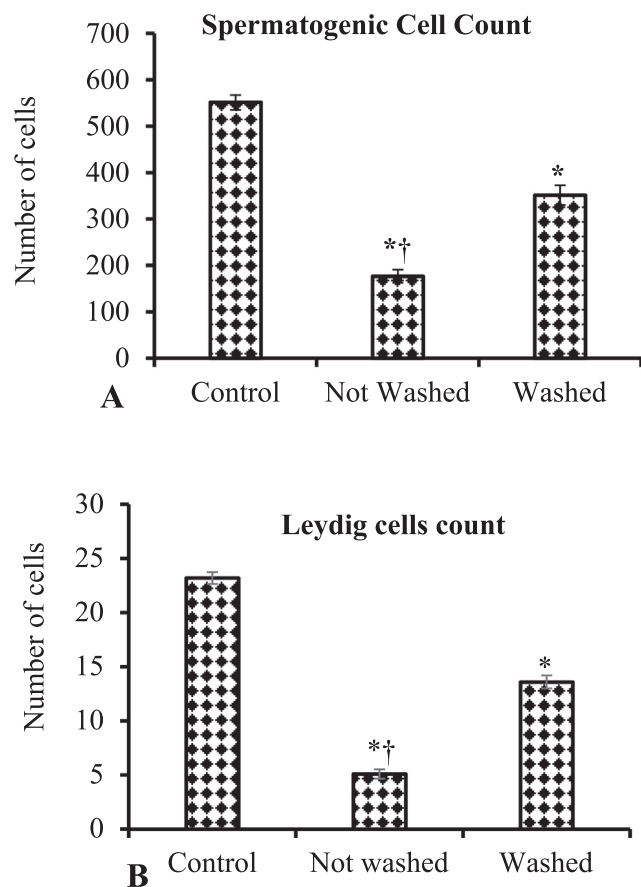 Spermatogenic Cell Count
Number of cells
700
600
500
400
300
200
100
0
*†
*
Control Not Washed Washed
A
Leydig cells count
Number of cells
30
25
20
15
10
5
0
*†
*
Control Not washed Washed
B